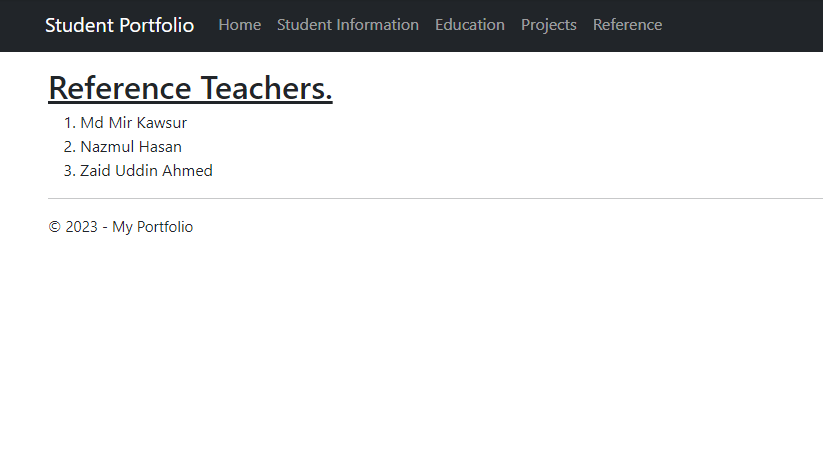 Student Portfolio Home Student Information Education Projects Reference
Reference Teachers.
1. Md Mir Kawsur
2. Nazmul Hasan
3. Zaid Uddin Ahmed
© 2023 - My Portfolio